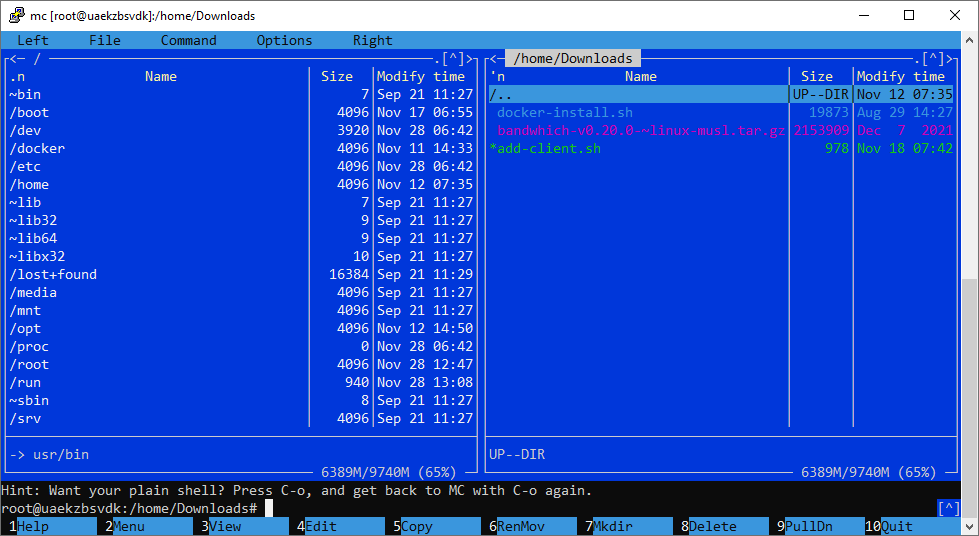 mc [root@uaekzbsvdk]:/home/Downloads
Left File Command Options Right
<- / .[^]>
.n Name Size Modify time
~bin 7 Sep 21 11:27
/boot 4096 Nov 17 06:55
/dev 3920 Nov 28 06:42
/docker 4096 Nov 11 14:33
/etc 4096 Nov 28 06:42
/home 4096 Nov 12 07:35
~lib 7 Sep 21 11:27
~lib32 9 Sep 21 11:27
~lib64 9 Sep 21 11:27
~libx32 10 Sep 21 11:27
/lost+found 16384 Sep 21 11:29
/media 4096 Sep 21 11:27
/mnt 4096 Sep 21 11:27
/opt 4096 Nov 12 14:50
/proc 0 Nov 28 06:42
/root 4096 Nov 28 12:47
/run 940 Nov 28 13:08
~sbin 8 Sep 21 11:27
/srv 4096 Sep 21 11:27
-> usr/bin
6389M/9740M (65%)
<- /home/Downloads .[^]>
'n Name Size Modify time
/.. UP--DIR Nov 12 07:35
docker-install.sh 19873 Aug 29 14:27
bandwhich-v0.20.0-~linux-musl.tar.gz 2153909 Dec 7 2021
*add-client.sh 978 Nov 18 07:42
UP--DIR
6389M/9740M (65%)
Hint: Want your plain shell? Press C-o, and get back to MC with C-o again.
root@uaekzbsvdk:/home/Downloads# [^]
1Help 2Menu 3View 4Edit 5Copy 6RenMov 7Mkdir 8Delete 9PullDn 10Quit